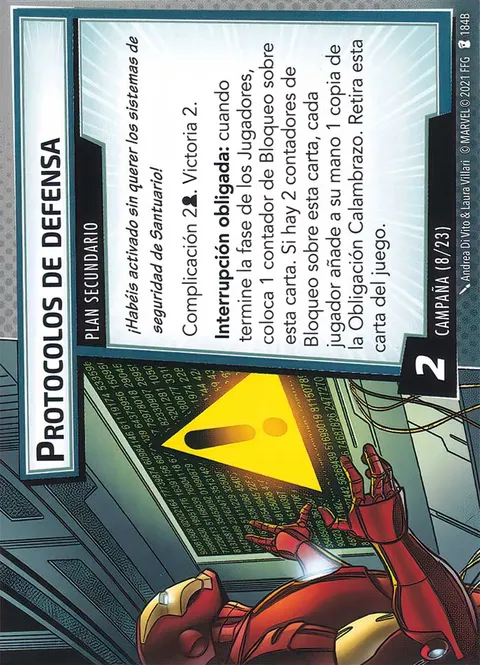 PROTOCOLOS DE DEFENSA
PLAN SECUNDARIO
¡Habéis activado sin querer los sistemas de
seguridad de Santuario!
Complicación 2. Victoria 2.
Interrupción obligada: cuando
termine la fase de los Jugadores,
coloca 1 contador de Bloqueo sobre
esta carta. Si hay 2 contadores de
Bloqueo sobre esta carta, cada
jugador añade a su mano 1 copia de
la Obligación Calambrazo. Retira esta
carta del juego.
2
CAMPAÑA (8/23)
Andrea Di Vito & Laura Villari © MARVEL © 2021 FFG 184B